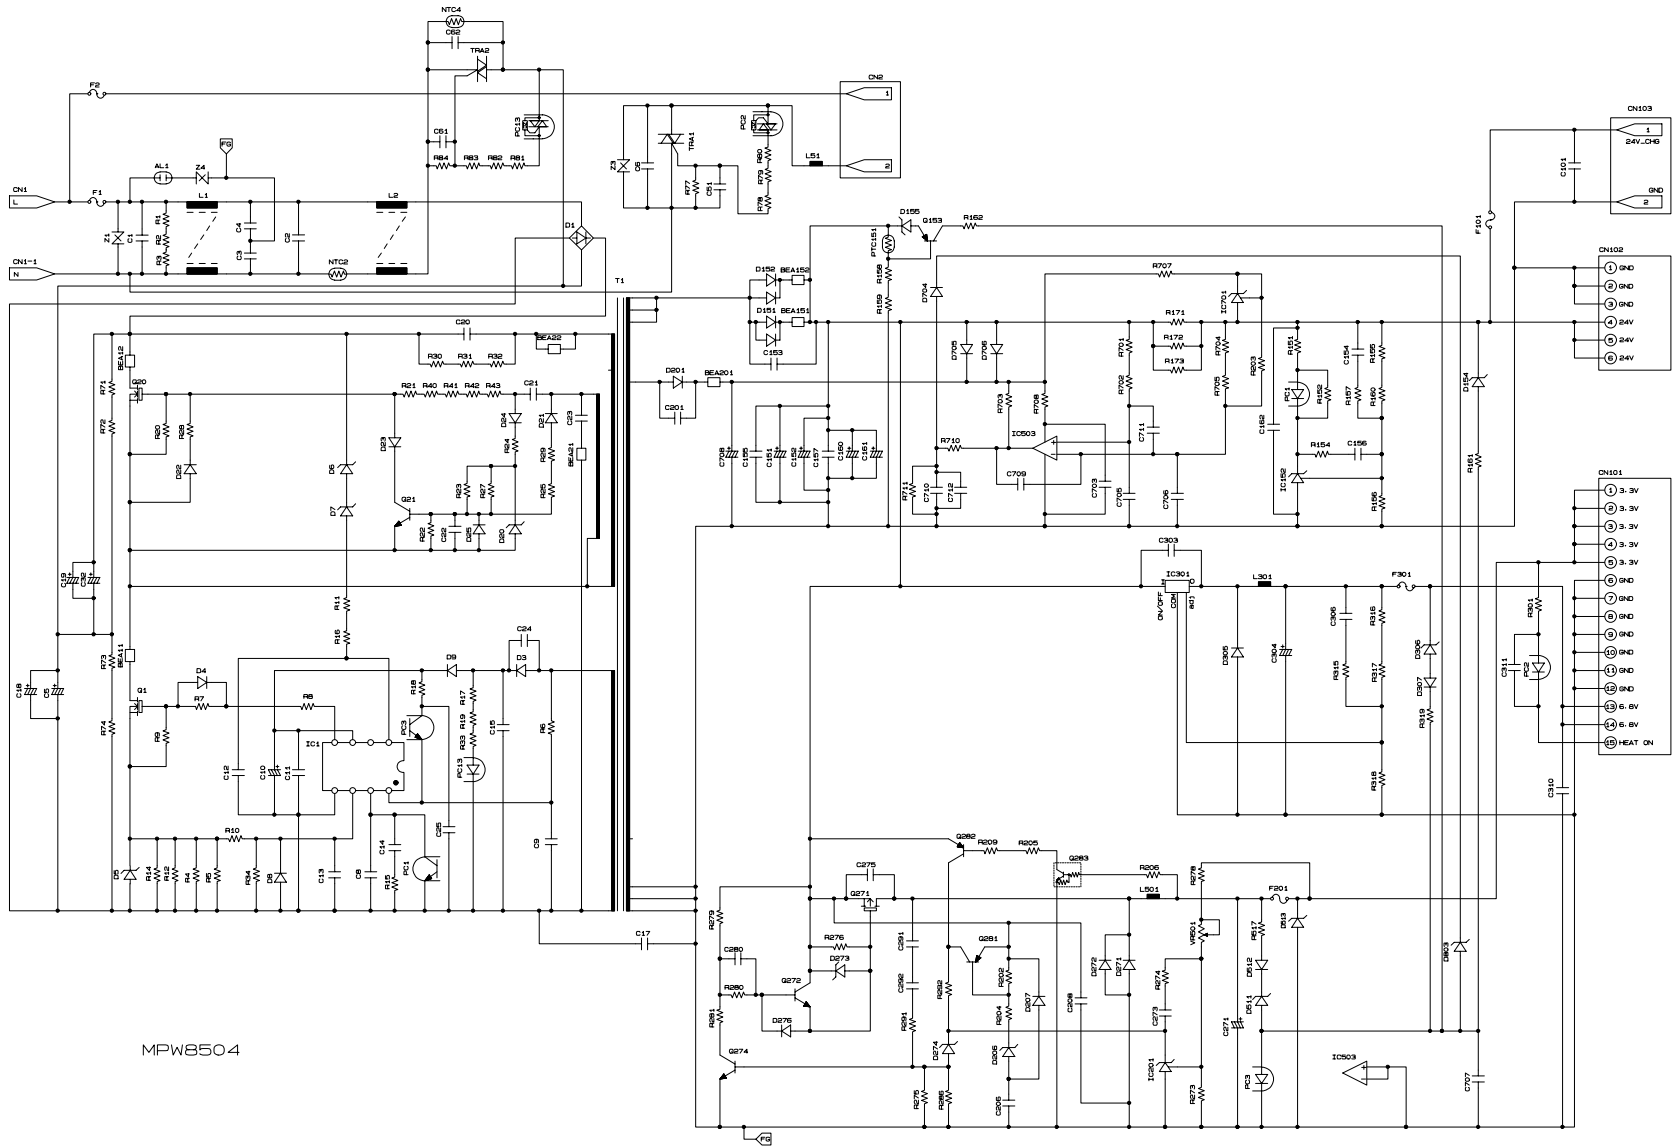 NTC4
C62
TRA2
F2
CN2
1
CN103
1
24V_CHG
PC13
C61
R84
R83
R82
R81
Z3
C6
TRA1
PC2
R80
R79
R78
R77
C51
L51
2
C101
GND
2
FG
AL1
Z4
CN1
L
F1
L1
L2
Z1
C1
R1
R2
R3
C4
C3
C2
D1
CN1-1
N
NTC2
T1
D155
Q153
R162
PTC151
F101
CN102
1 GND
2 GND
3 GND
4 24V
5 24V
6 24V
D152
BEA152
R158
R159
D704
R707
IC701
D151
BEA151
C153
R171
R172
R173
D705
D706
R701
R702
R704
R705
R203
R151
C154
R155
C20
BEA12
BEA22
R30
R31
R32
R71
R72
Q20
R21
R40
R41
R42
R43
C21
D201
BEA201
C201
R703
R708
PC1
R152
R157
R160
D154
C162
R20
R28
D22
D23
D24
R24
D21
R29
C23
BEA21
R25
D6
D7
R23
R27
Q21
R22
C22
D25
D20
C708
C155
C151
C152
C157
C160
C161
R710
IC503
C711
C709
R711
C710
C712
C703
C705
C706
R154
C156
IC152
R156
R161
CN101
1 3.3V
2 3.3V
3 3.3V
4 3.3V
5 3.3V
6 GND
7 GND
8 GND
9 GND
10 GND
11 GND
12 GND
13 6.8V
14 6.8V
15 HEAT ON
C19
C32
R11
R16
C303
IC301
I
O
ON/OFF
COM
adj
L301
F301
D305
C304
C306
R315
R316
R317
R318
D306
D307
R319
R301
C311
PC2
C310
BEA11
R73
R74
C18
C5
Q1
D4
R7
R8
R9
C24
D9
D3
R18
R17
R19
R33
PC3
PC13
C15
R6
IC1
C12
C10
C11
R10
D5
R14
R12
R4
R5
R34
D8
C13
C8
C14
R15
PC1
C25
C9
C17
Q282
R209
R205
Q283
R206
R278
C275
Q271
L501
F201
R279
C280
R280
R281
Q272
R276
D273
D276
Q274
C291
C292
R291
R292
Q281
R202
R204
D207
D274
D206
R275
R286
C206
C208
D272
D271
R274
C273
IC201
VR501
R273
C271
R517
D512
D511
D513
PC3
IC503
D803
C707
FG
MPW8504